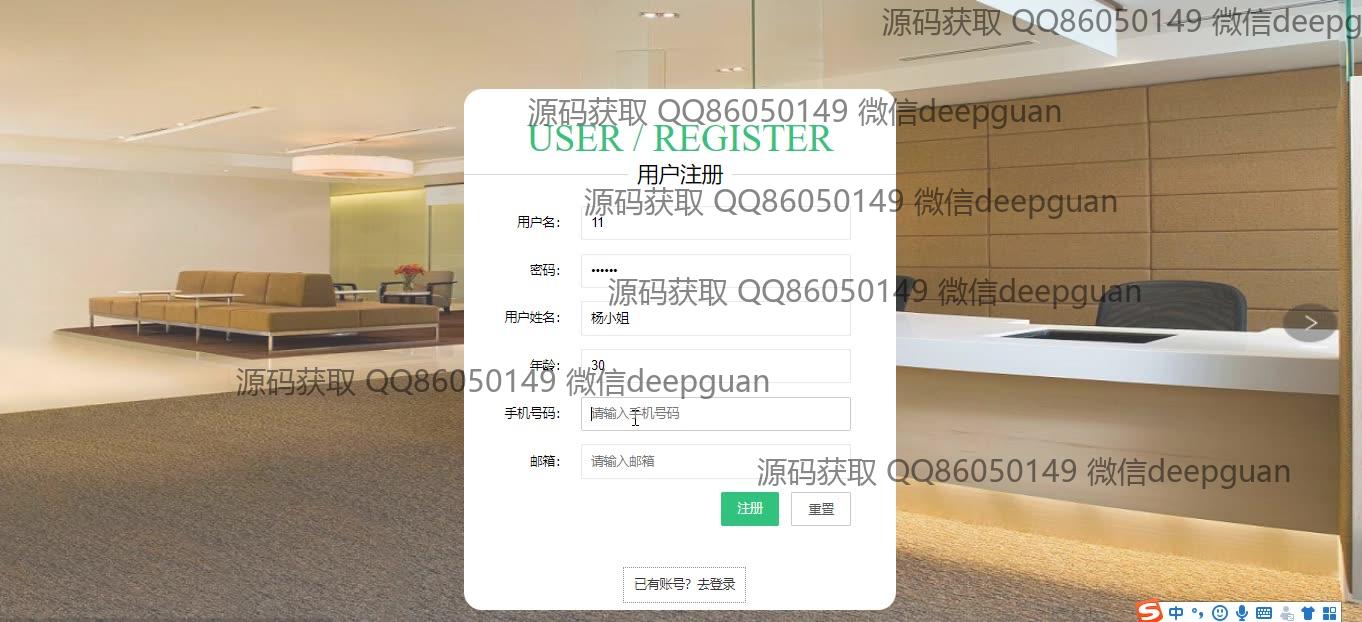 源码获取 QQ86050149 微信deepg
源码获取 QQ86050149 微信deepguan
USER / REGISTER
用户注册
源码获取 QQ86050149 微信deepguan
用户名: 11
密码: ••••••
源码获取 QQ86050149 微信deepguan
用户姓名: 杨小姐
年龄: 30
源码获取 QQ86050149 微信deepguan
手机号码: 请输入手机号码
邮箱: 请输入邮箱
源码获取 QQ86050149 微信deepguan
注册 重置
已有账号? 去登录
中